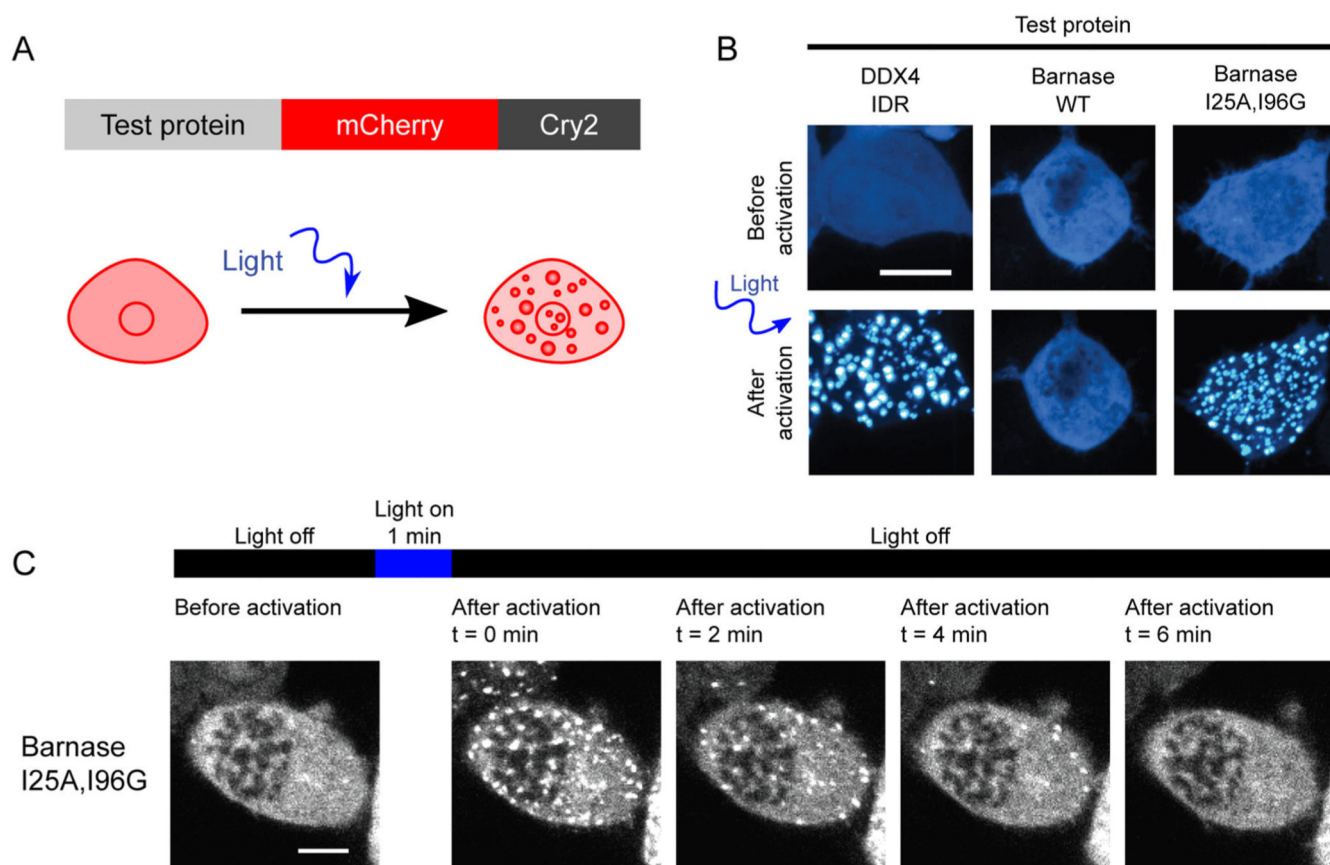 A
Test protein
mCherry
Cry2
Light
B
Test protein
DDX4
IDR
Barnase
WT
Barnase
I25A,I96G
Before
activation
Light
After
activation
C
Light off
Light on
1 min
Light off
Before activation
After activation
t = 0 min
After activation
t = 2 min
After activation
t = 4 min
After activation
t = 6 min
Barnase
I25A,I96G